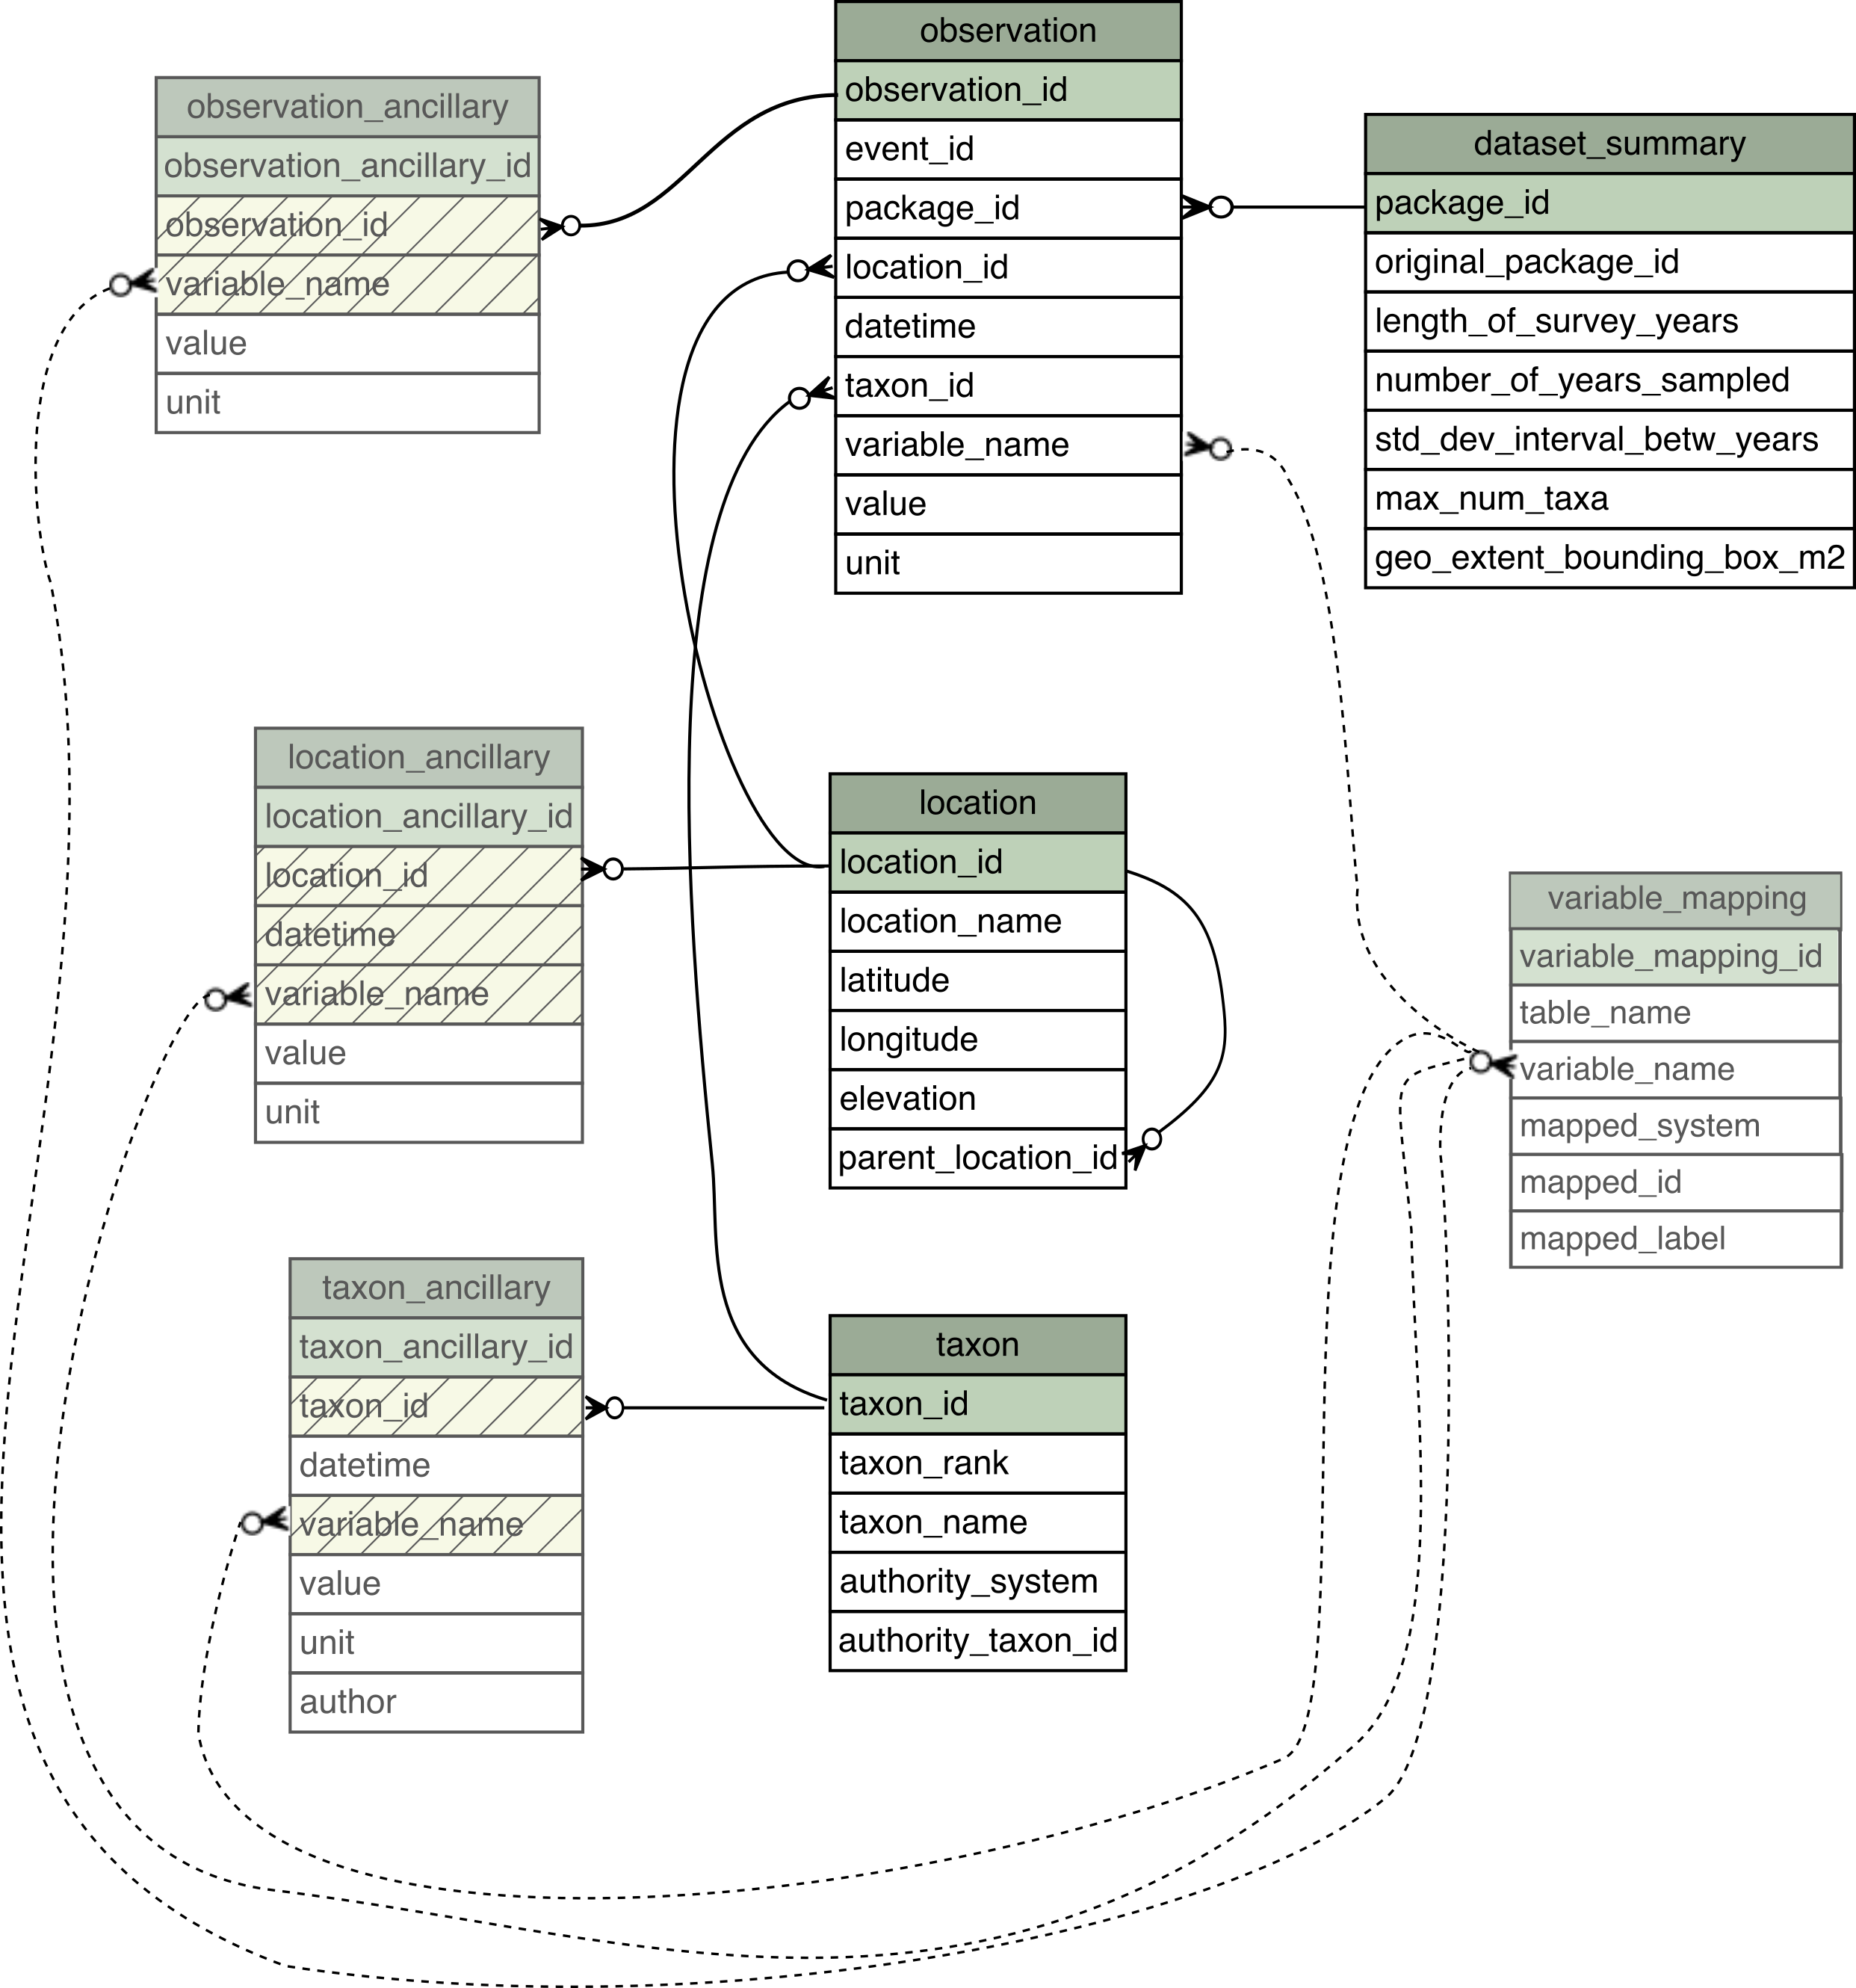 observation
observation_id
event_id
package_id
location_id
datetime
taxon_id
variable_name
value
unit
observation_ancillary
observation_ancillary_id
observation_id
variable_name
value
unit
dataset_summary
package_id
original_package_id
length_of_survey_years
number_of_years_sampled
std_dev_interval_betw_years
max_num_taxa
geo_extent_bounding_box_m2
location_ancillary
location_ancillary_id
location_id
datetime
variable_name
value
unit
location
location_id
location_name
latitude
longitude
elevation
parent_location_id
variable_mapping
variable_mapping_id
table_name
variable_name
mapped_system
mapped_id
mapped_label
taxon_ancillary
taxon_ancillary_id
taxon_id
datetime
variable_name
value
unit
author
taxon
taxon_id
taxon_rank
taxon_name
authority_system
authority_taxon_id